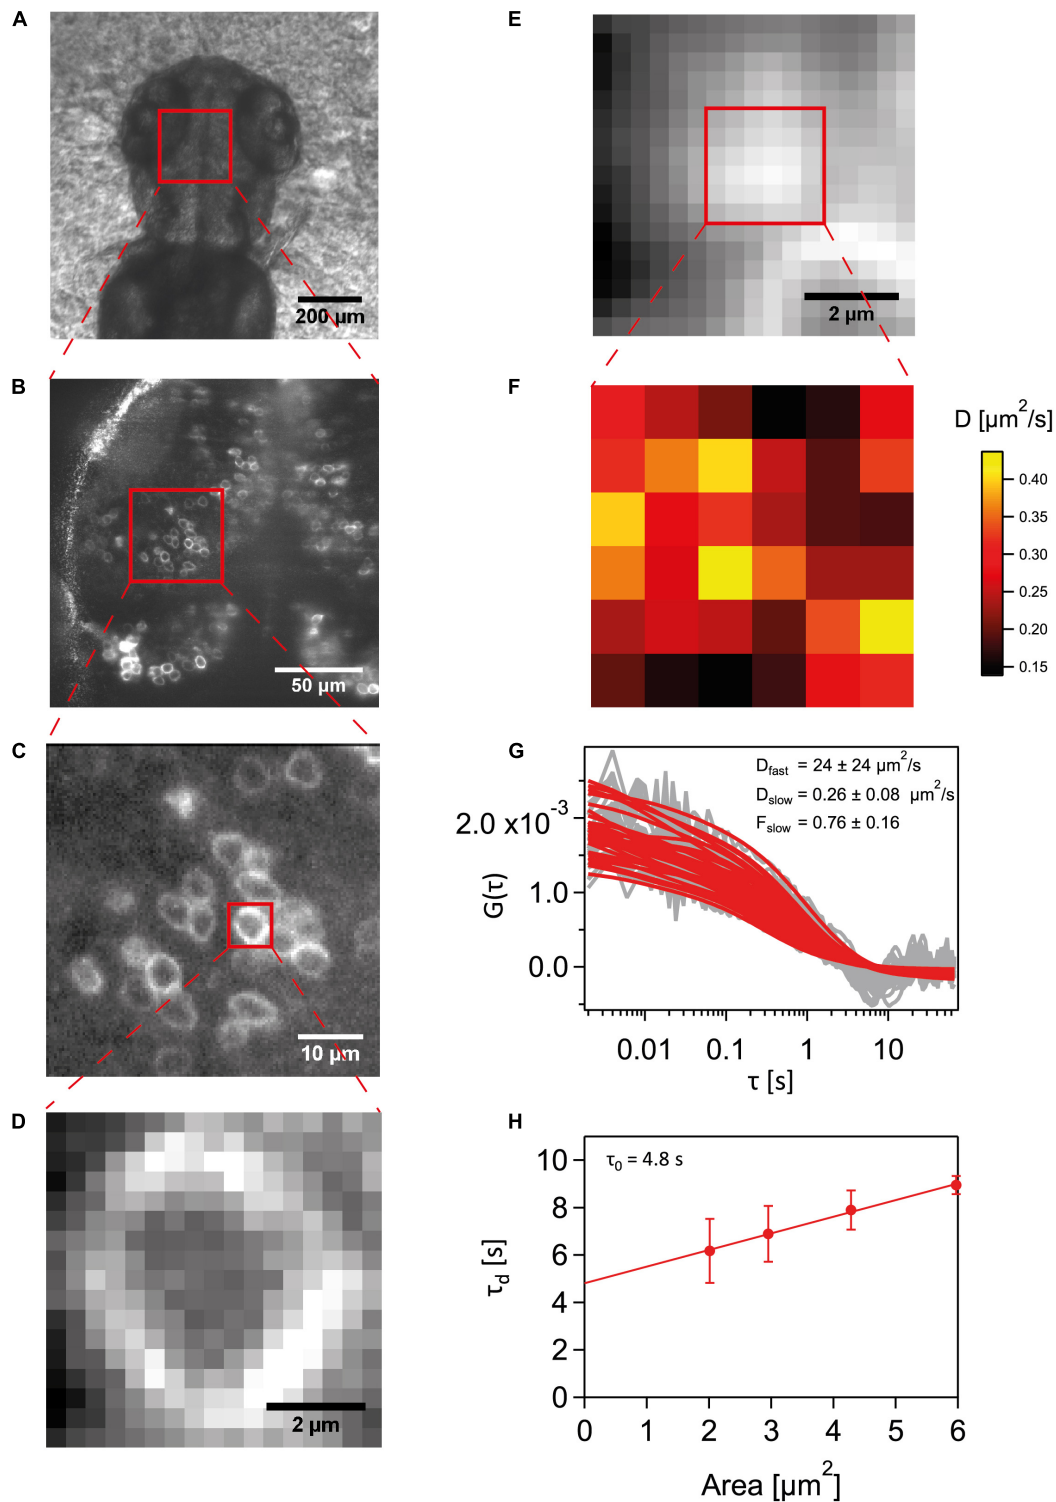 A
200 µm
B
50 µm
C
10 µm
D
2 µm
E
2 µm
F
D [µm²/s]
0.40
0.35
0.30
0.25
0.20
0.15
G
D_fast = 24 ± 24 µm²/s
D_slow = 0.26 ± 0.08 µm²/s
F_slow = 0.76 ± 0.16
2.0 x10⁻³
1.0
0.0
G(τ)
0.01 0.1 1 10
τ [s]
H
τ₀ = 4.8 s
10
8
6
4
2
0
τ_d [s]
0 1 2 3 4 5 6
Area [µm²]